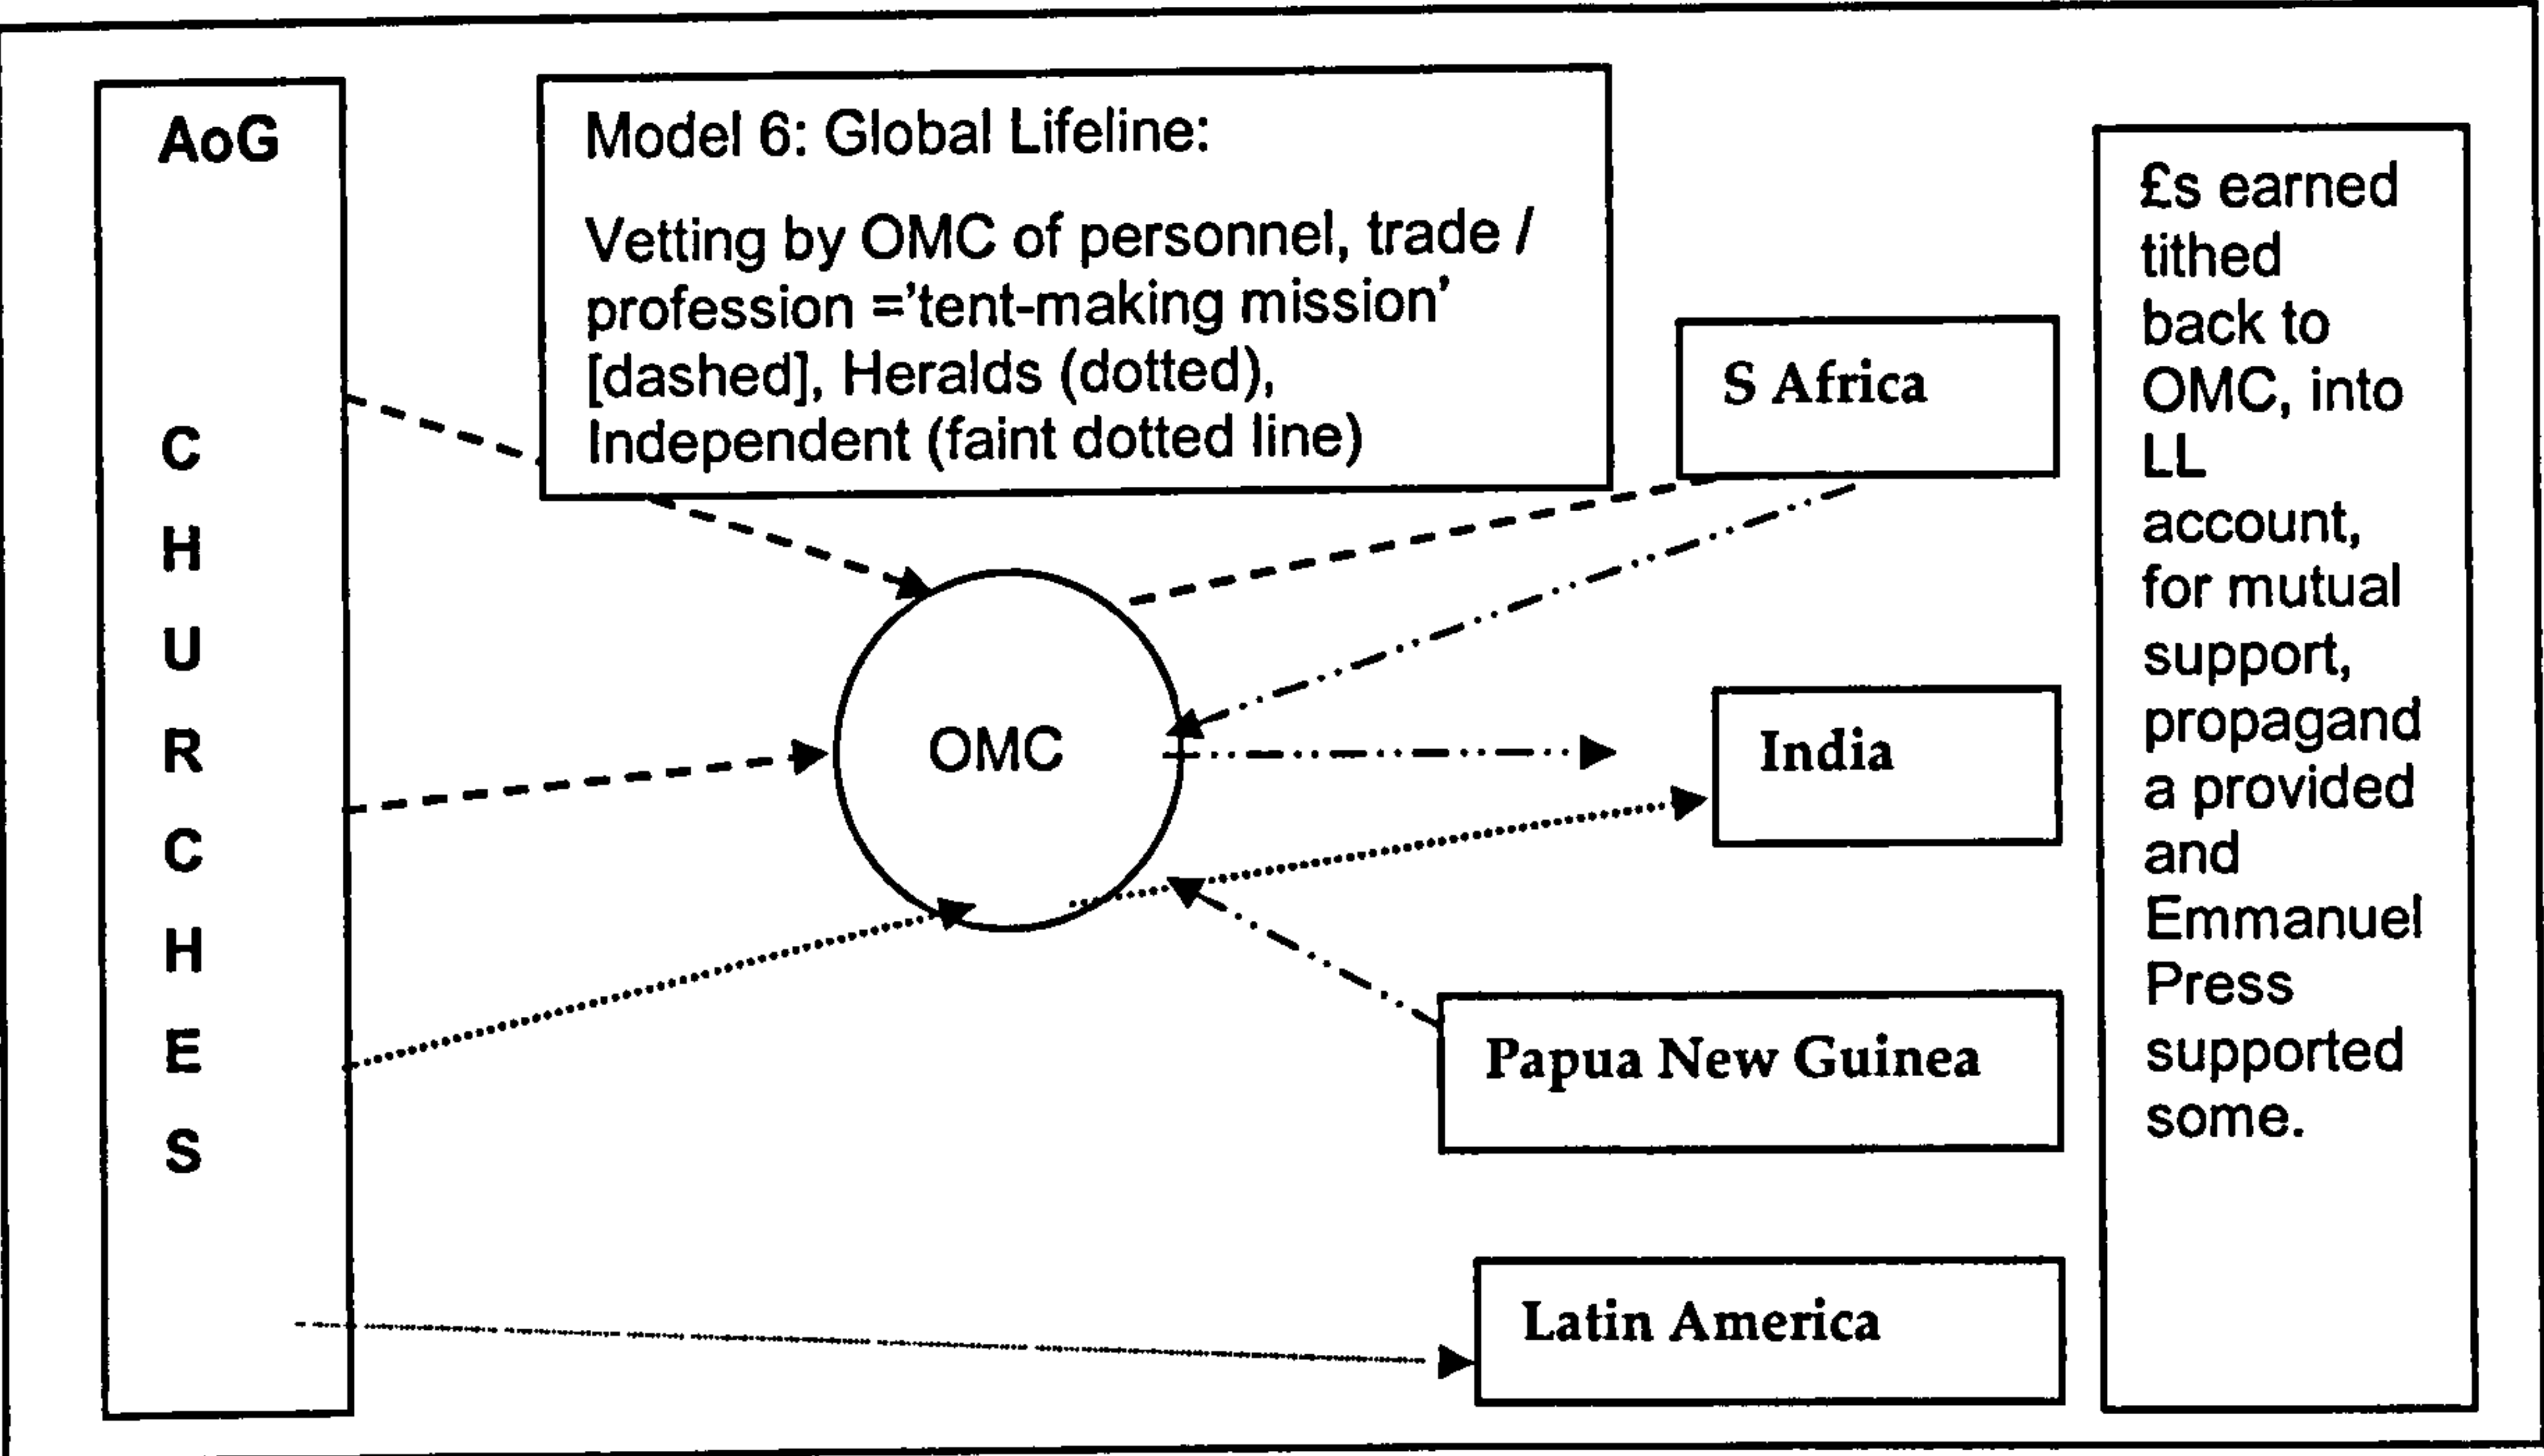 AoG
C
H
U
R
C
H
E
S
Model 6: Global Lifeline:
Vetting by OMC of personnel, trade /
profession ='tent-making mission'
[dashed], Heralds (dotted),
Independent (faint dotted line)
OMC
S Africa
India
Papua New Guinea
Latin America
£s earned
tithed
back to
OMC, into
LL
account,
for mutual
support,
propagand
a provided
and
Emmanuel
Press
supported
some.